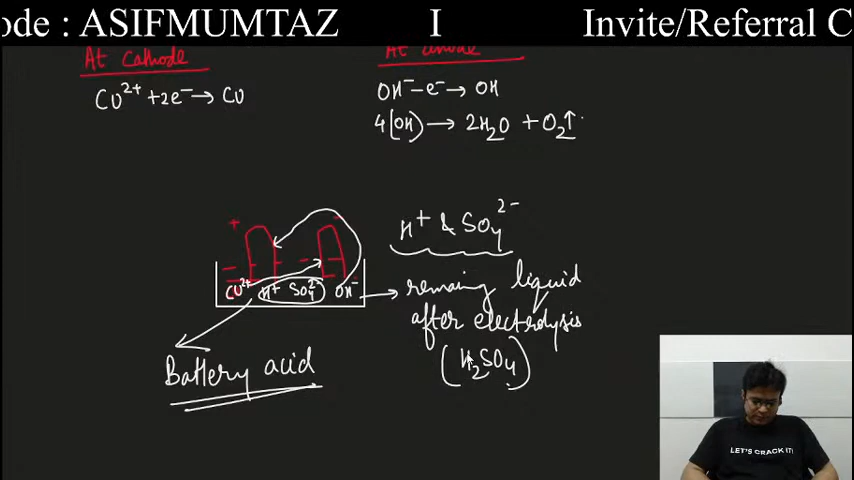 ode : ASIFMUMTAZ I Invite/Referral C
At Cathode
At anode
Cu²⁺ + 2e⁻ → Cu
OH⁻ – e⁻ → OH
4(OH) → 2H₂O + O₂↑
H⁺ & SO₄²⁻
+
Cu²⁺ H⁺ SO₄²⁻ OH⁻
remaining liquid
after electrolysis
(H₂SO₄)
Battery acid
LET'S CRACK IT!